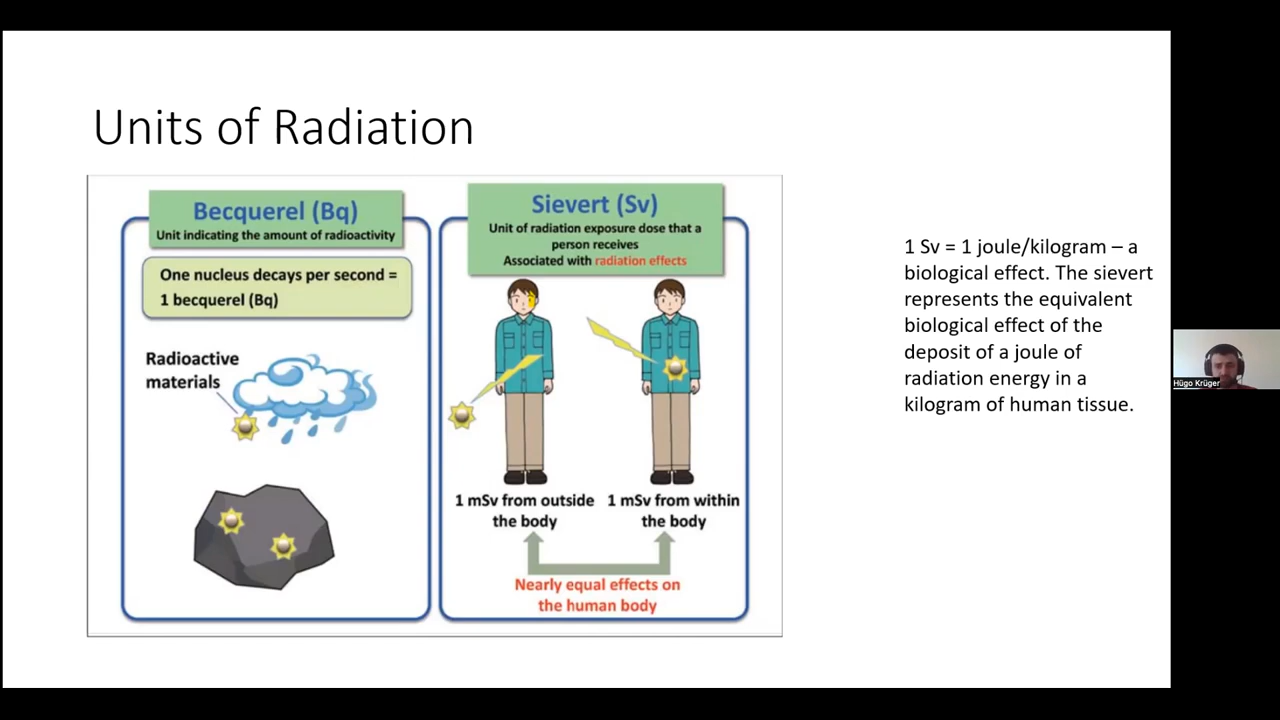 Units of Radiation
Becquerel (Bq)
Unit indicating the amount of radioactivity
One nucleus decays per second =
1 becquerel (Bq)
Radioactive
materials
Sievert (Sv)
Unit of radiation exposure dose that a
person receives
Associated with radiation effects
1 mSv from outside
the body
1 mSv from within
the body
Nearly equal effects on
the human body
1 Sv = 1 joule/kilogram – a
biological effect. The sievert
represents the equivalent
biological effect of the
deposit of a joule of
radiation energy in a
kilogram of human tissue.
Hügo Krüger